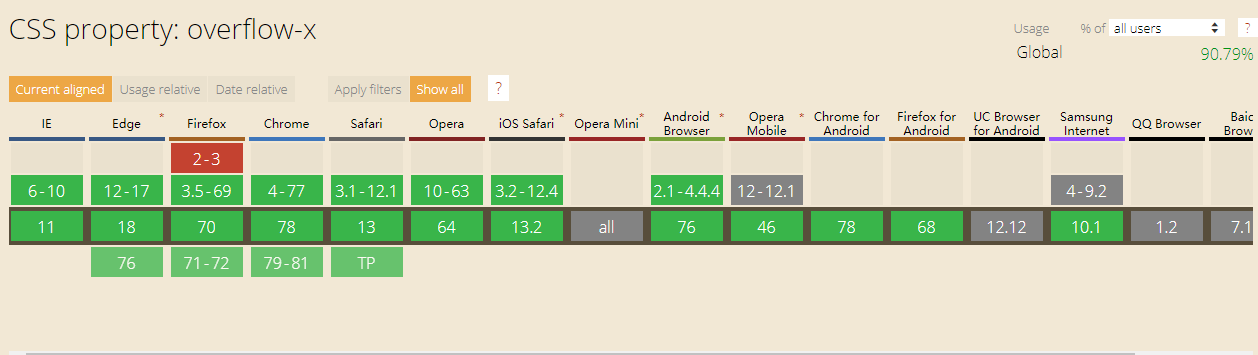 CSS property: overflow-x
Usage % of all users ?
Global 90.79%
Current aligned Usage relative Date relative Apply filters Show all ?
IE Edge * Firefox Chrome Safari Opera iOS Safari * Opera Mini * Android Browser * Opera Mobile * Chrome for Android Firefox for Android UC Browser for Android Samsung Internet QQ Browser Baid Brow
2-3
6-10 12-17 3.5-69 4-77 3.1-12.1 10-63 3.2-12.4 2.1-4.4.4 12-12.1 4-9.2
11 18 70 78 13 64 13.2 all 76 46 78 68 12.12 10.1 1.2 7.1
76 71-72 79-81 TP